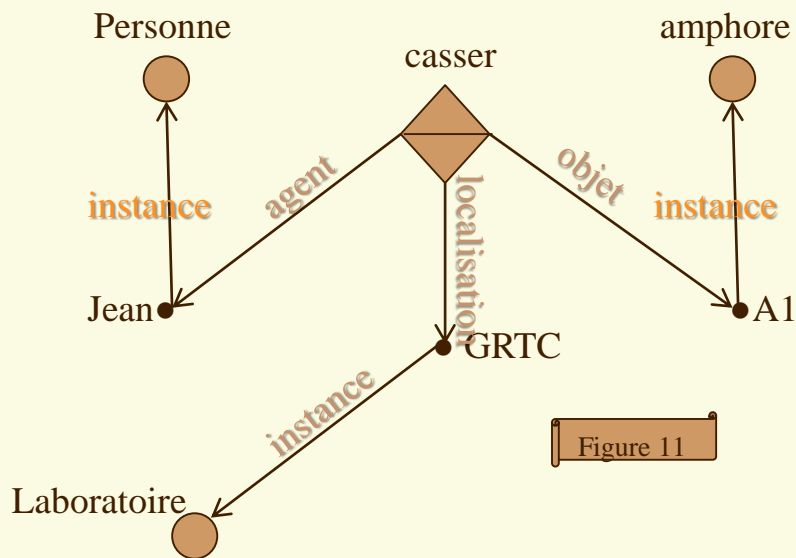 Personne
amphore
casser
agent
objet
localisation
instance
instance
Jean
A1
GRTC
instance
Figure 11
Laboratoire